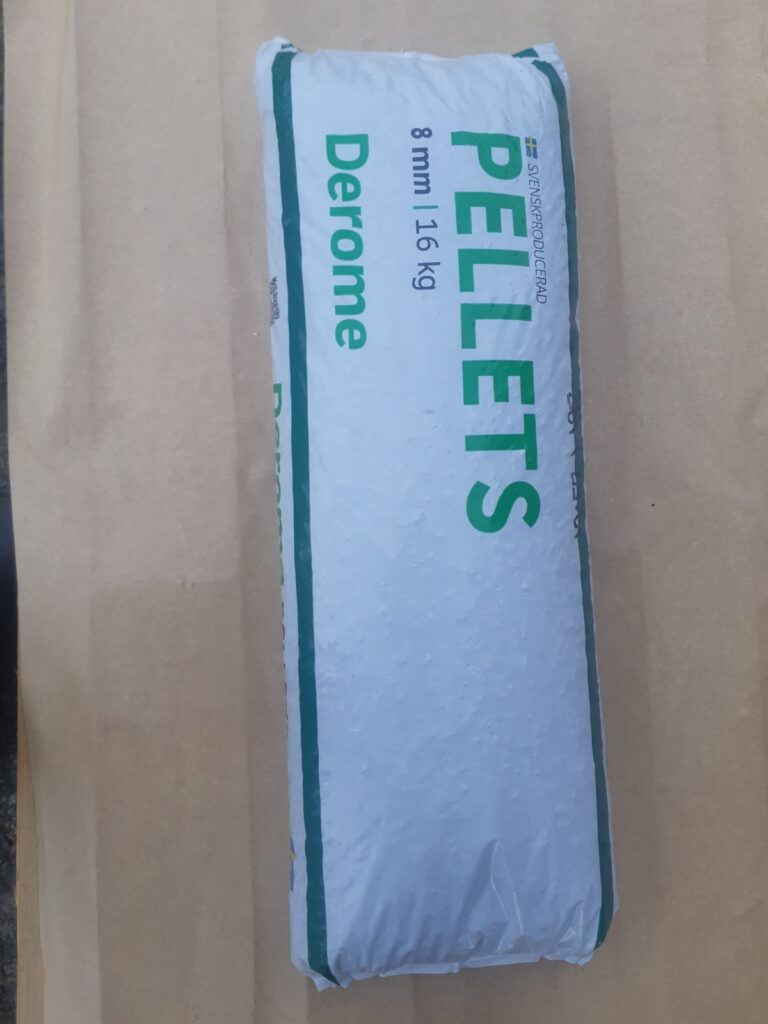 SVENSKPRODUCERAD
PELLETS
8 mm | 16 kg
Derome